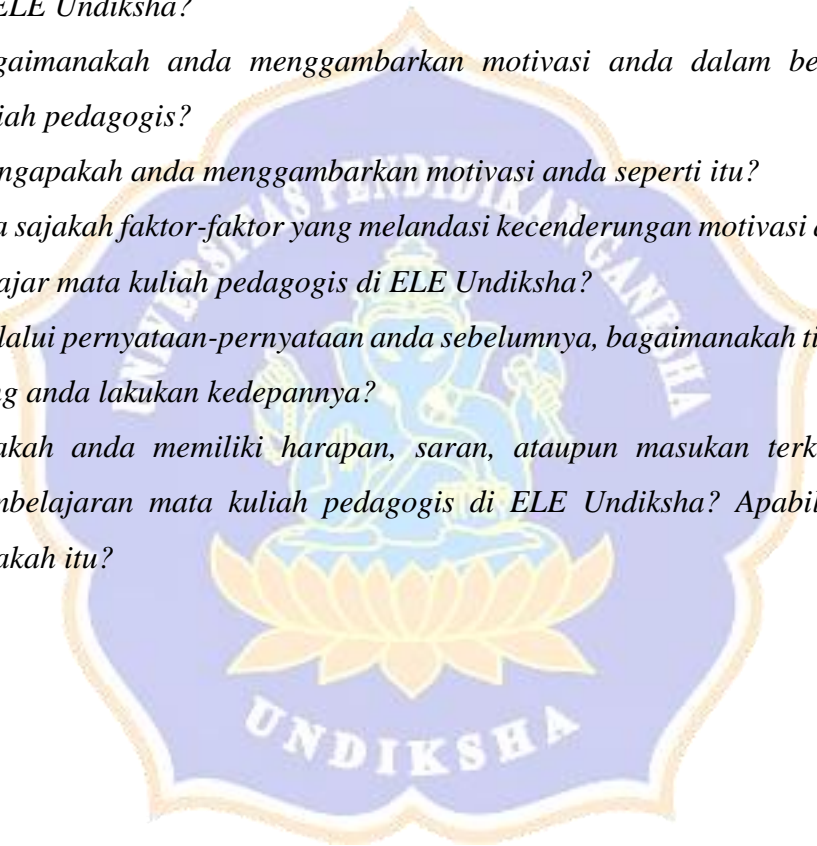 ELE Undiksha?
gaimanakah anda menggambarkan motivasi anda dalam be
iah pedagogis?
ngapakah anda menggambarkan motivasi anda seperti itu?
a sajakah faktor-faktor yang melandasi kecenderungan motivasi
ajar mata kuliah pedagogis di ELE Undiksha?
lalui pernyataan-pernyataan anda sebelumnya, bagaimanakah ti
ng anda lakukan kedepannya?
akah anda memiliki harapan, saran, ataupun masukan terk
mbelajaran mata kuliah pedagogis di ELE Undiksha? Apabil
akah itu?
UNIVERSITAS PENDIDIKAN GANESHA
UNDIKSHA